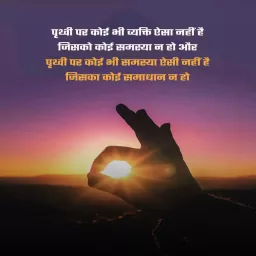 पृथ्वी पर कोई भी व्यक्ति ऐसा नहीं है
जिसको कोई समस्या न हो और
पृथ्वी पर कोई भी समस्या ऐसी नहीं है
जिसका कोई समाधान न हो